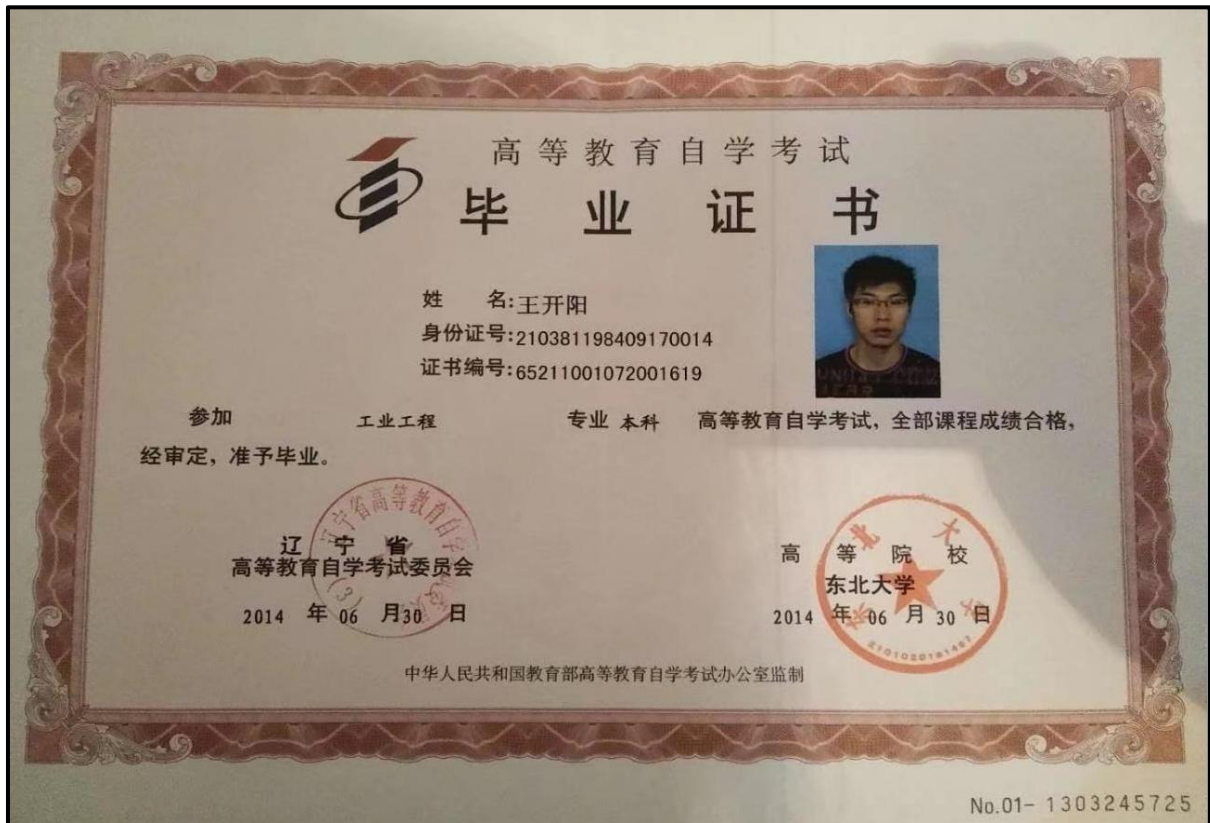 高等教育自学考试
毕业证书
姓 名:王开阳
身份证号:210381198409170014
证书编号:65211001072001619
参加 工业工程 专业 本科 高等教育自学考试，全部课程成绩合格，
经审定，准予毕业。
辽宁省
高等教育自学考试委员会
2014 年 06 月 30 日
高等院校
东北大学
2014 年 06 月 30 日
东北大学
中华人民共和国教育部高等教育自学考试办公室监制
No.01- 1303245725